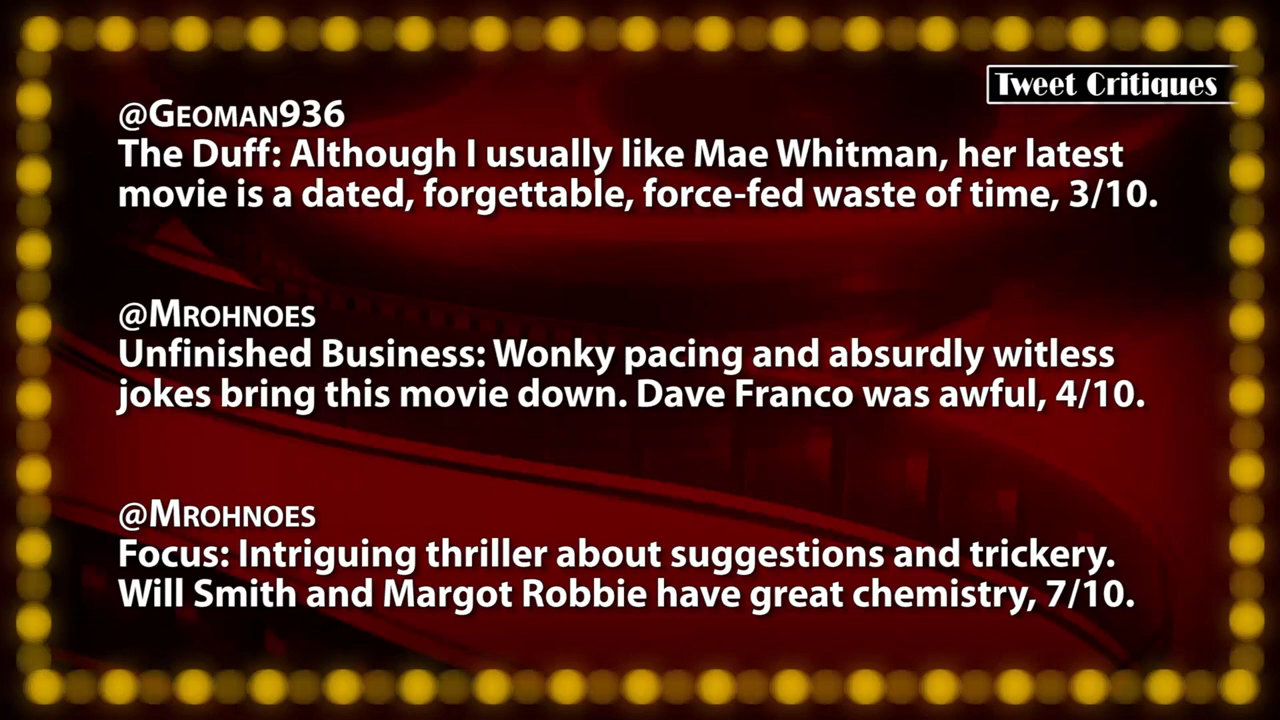 Tweet Critiques
@GEOMAN936
The Duff: Although I usually like Mae Whitman, her latest
movie is a dated, forgettable, force-fed waste of time, 3/10.
@MROHNOES
Unfinished Business: Wonky pacing and absurdly witless
jokes bring this movie down. Dave Franco was awful, 4/10.
@MROHNOES
Focus: Intriguing thriller about suggestions and trickery.
Will Smith and Margot Robbie have great chemistry, 7/10.